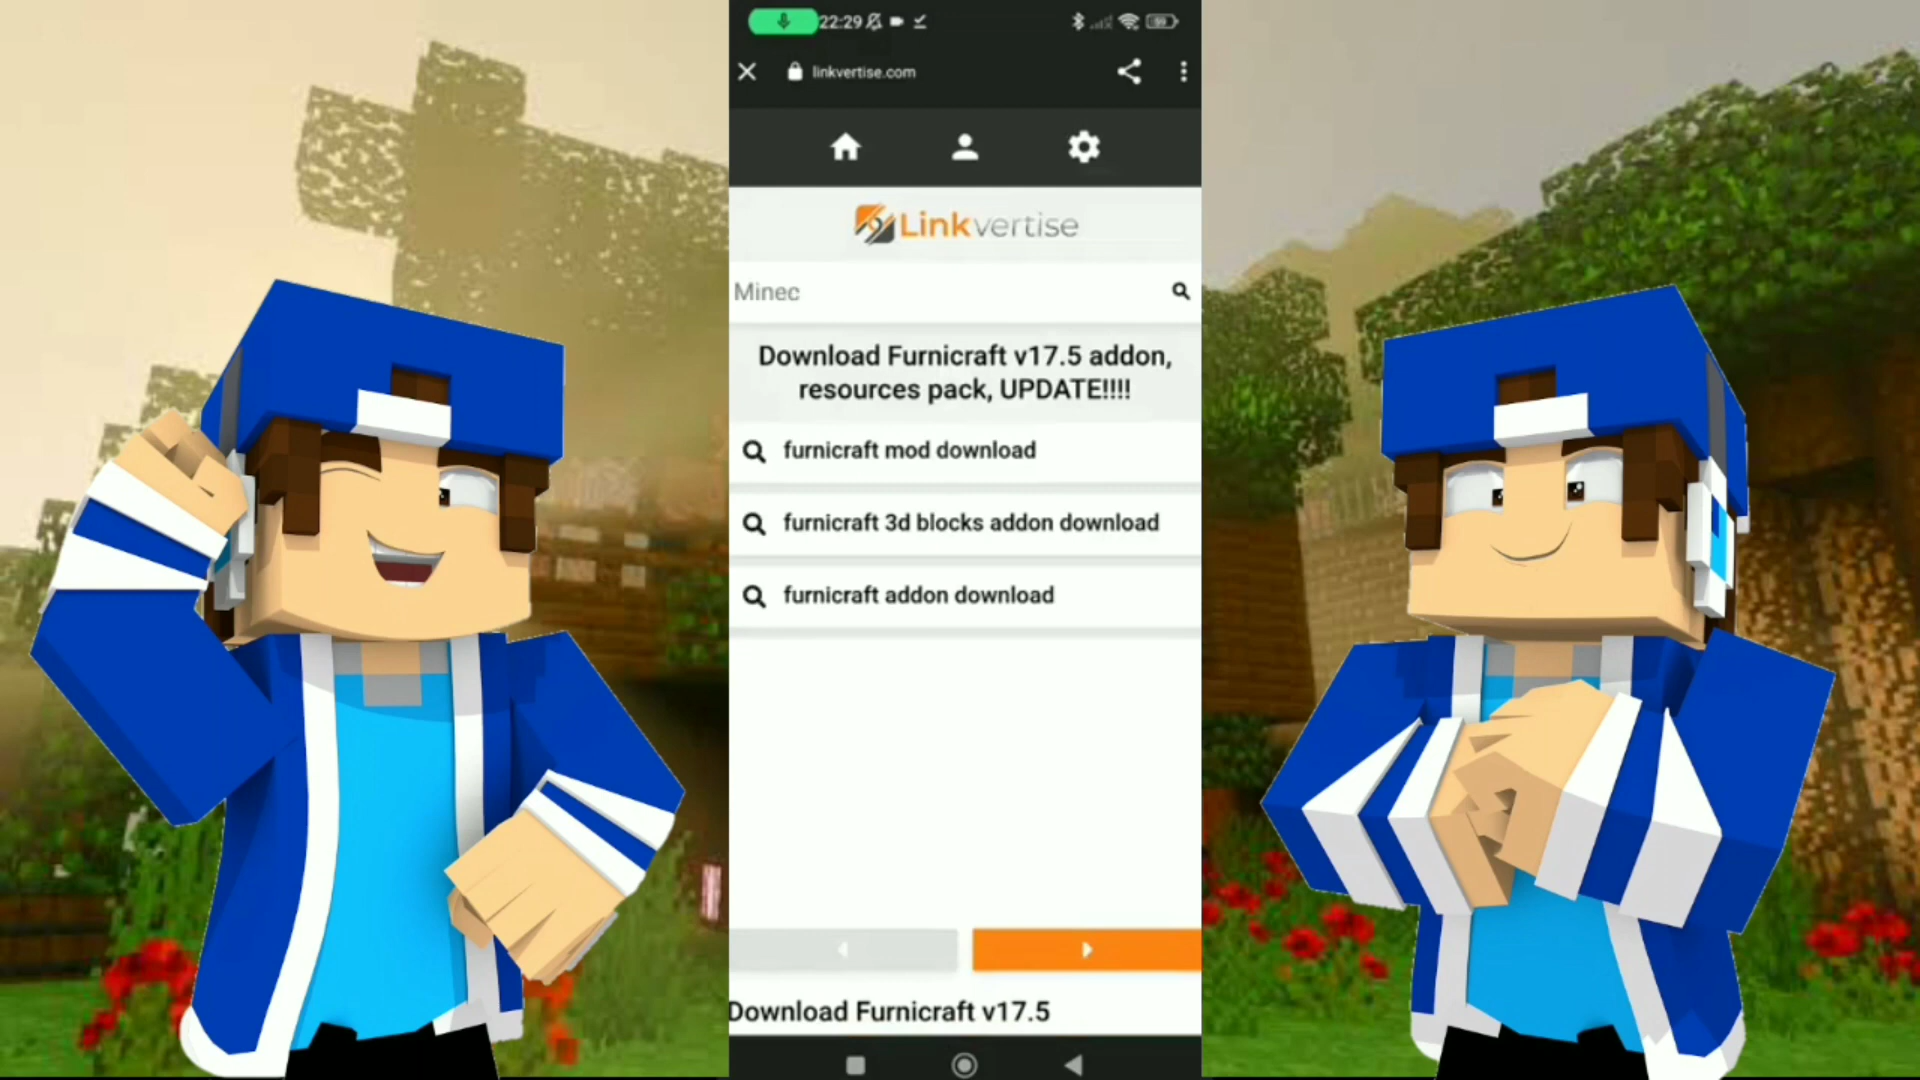 22:29
59
linkvertise.com
Linkvertise
Minec
Download Furnicraft v17.5 addon,
resources pack, UPDATE!!!!
furnicraft mod download
furnicraft 3d blocks addon download
furnicraft addon download
Download Furnicraft v17.5